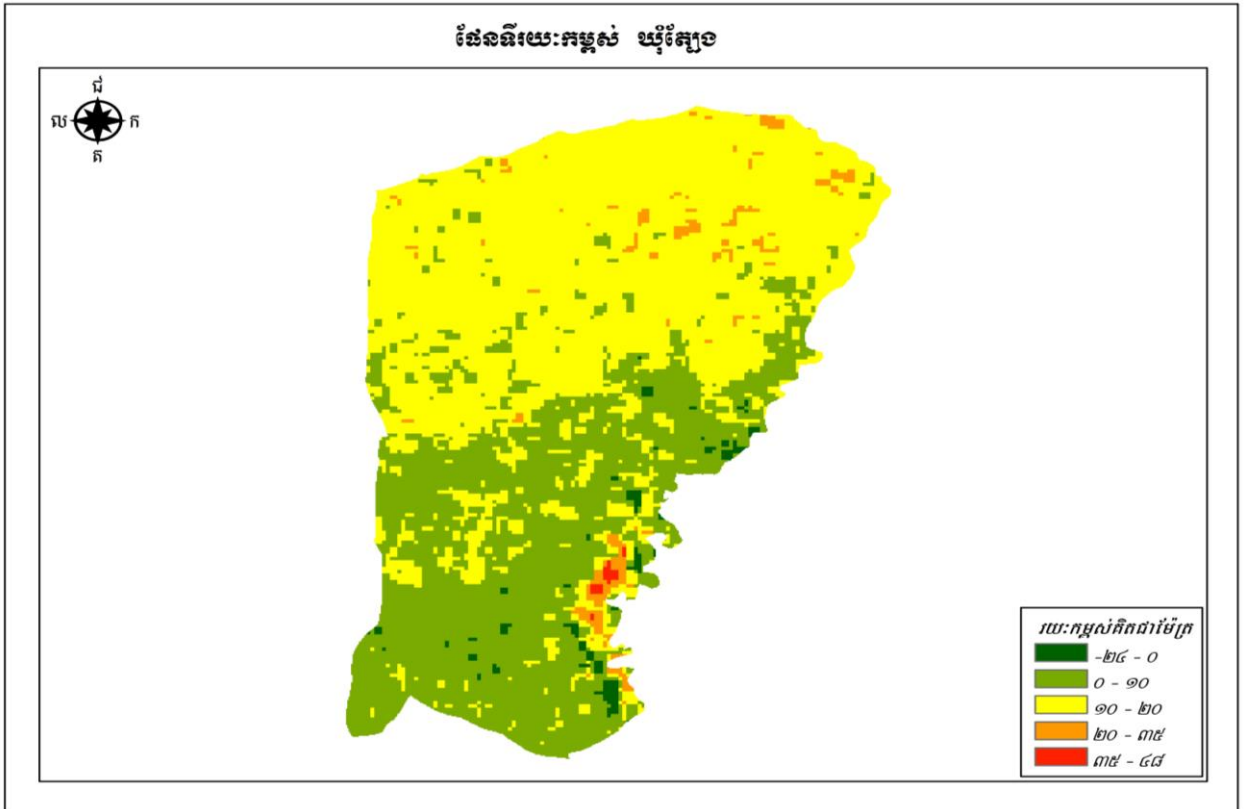 ផែនទីរយៈកម្ពស់ ឃុំត្បែង
ជ
ល ក
ត
រយៈកម្ពស់គិតជាម៉ែត្រ
-២៤ - ០
០ - ១០
១០ - ២០
២០ - ៣៥
៣៥ - ៤៨